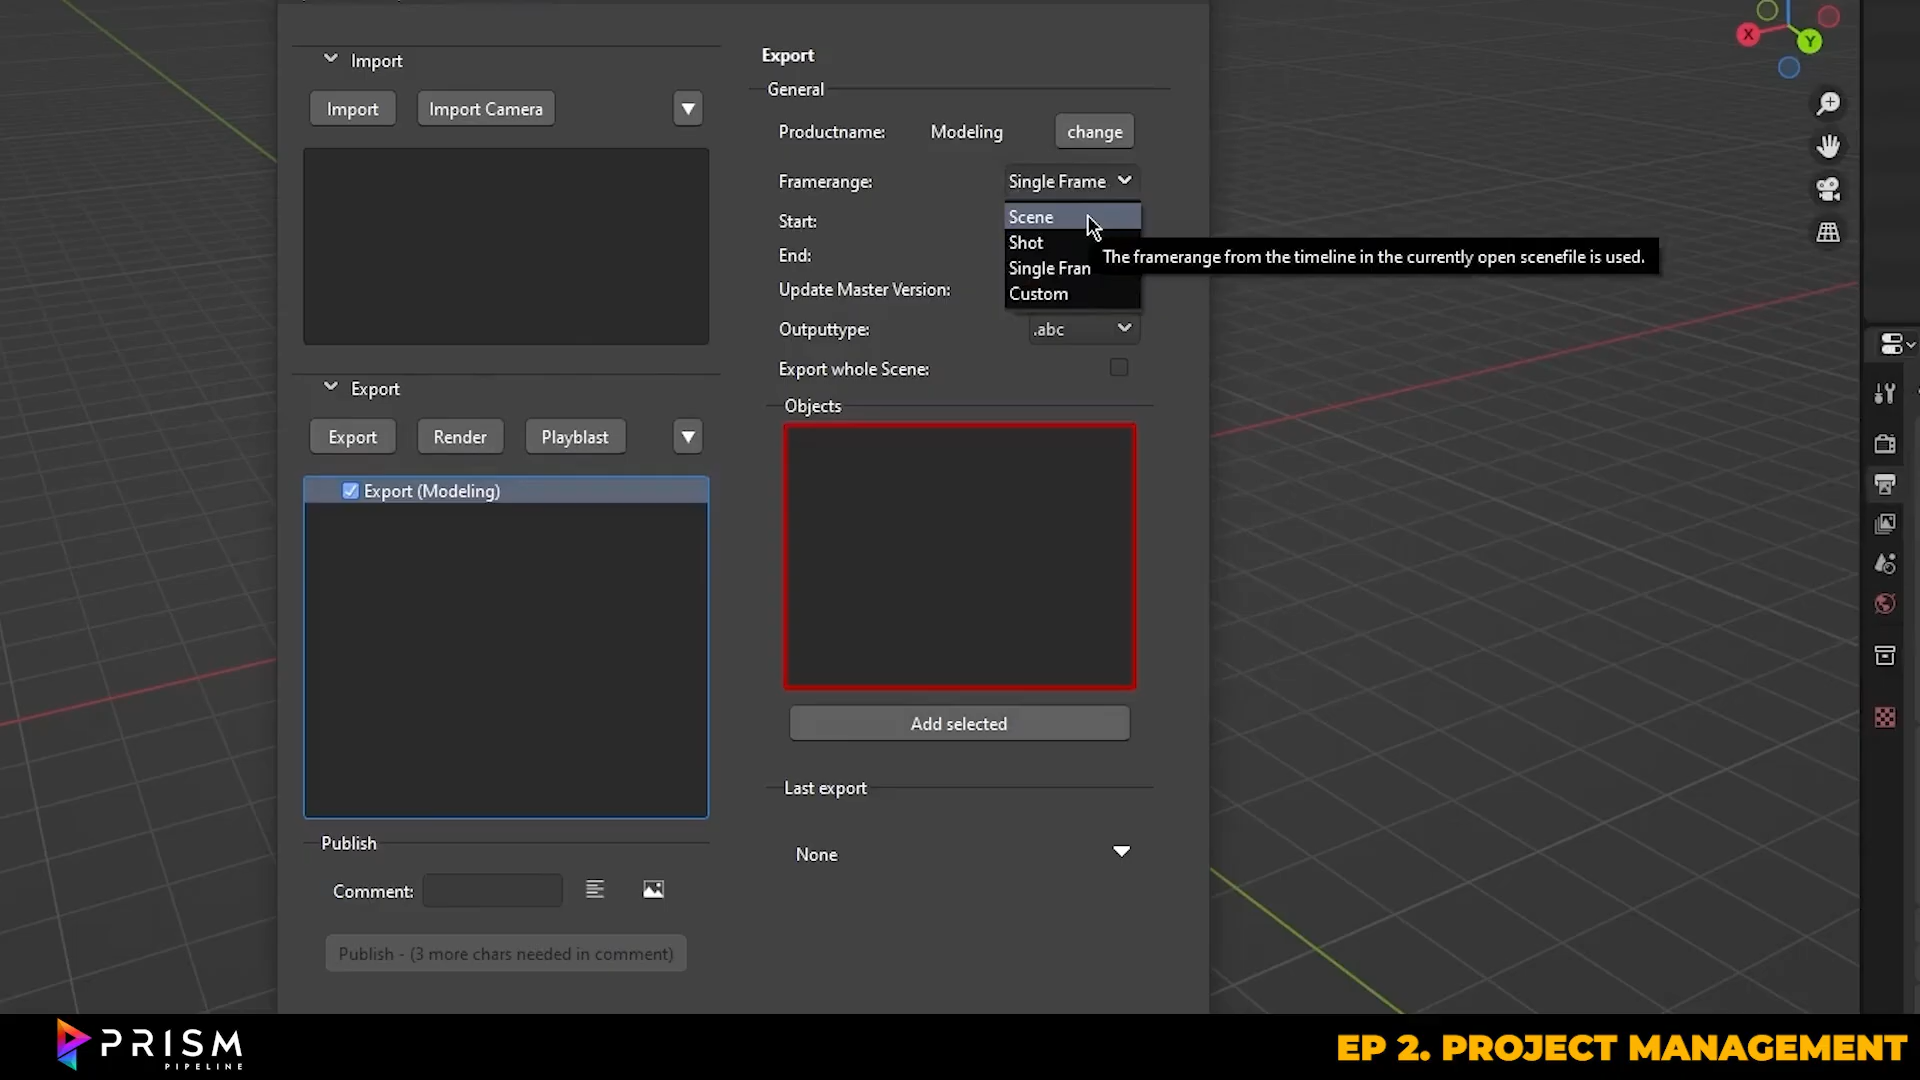 Import
Import
Import Camera
▼
Export
Export
Render
Playblast
▼
Export (Modeling)
Publish
Comment:
Publish - (3 more chars needed in comment)
Export
General
Productname:
Modeling
change
Framerange:
Single Frame
Start:
Scene
Shot
End:
Single Fran
The framerange from the timeline in the currently open scenefile is used.
Update Master Version:
Custom
Outputtype:
.abc
Export whole Scene:
Objects
Add selected
Last export
None
X
Y
PRISM
PIPELINE
EP 2. PROJECT MANAGEMENT